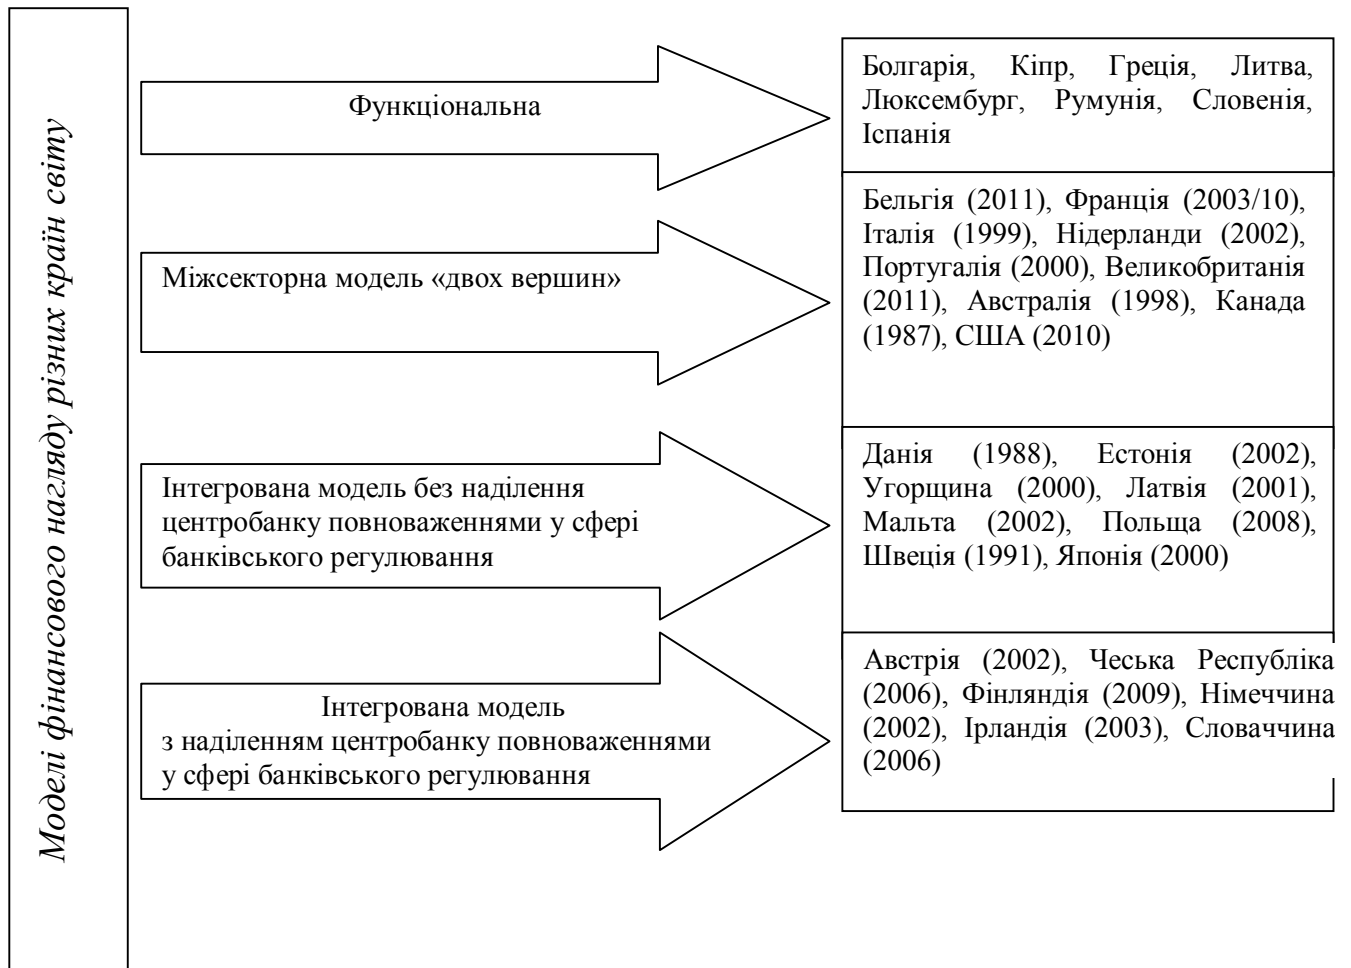 Моделі фінансового нагляду різних країн світу
Функціональна
Болгарія, Кіпр, Греція, Литва,
Люксембург, Румунія, Словенія,
Іспанія
Міжсекторна модель «двох вершин»
Бельгія (2011), Франція (2003/10),
Італія (1999), Нідерланди (2002),
Португалія (2000), Великобританія
(2011), Австралія (1998), Канада
(1987), США (2010)
Інтегрована модель без наділення
центробанку повноваженнями у сфері
банківського регулювання
Данія (1988), Естонія (2002),
Угорщина (2000), Латвія (2001),
Мальта (2002), Польща (2008),
Швеція (1991), Японія (2000)
Інтегрована модель
з наділенням центробанку повноваженнями
у сфері банківського регулювання
Австрія (2002), Чеська Республіка
(2006), Фінляндія (2009), Німеччина
(2002), Ірландія (2003), Словаччина
(2006)